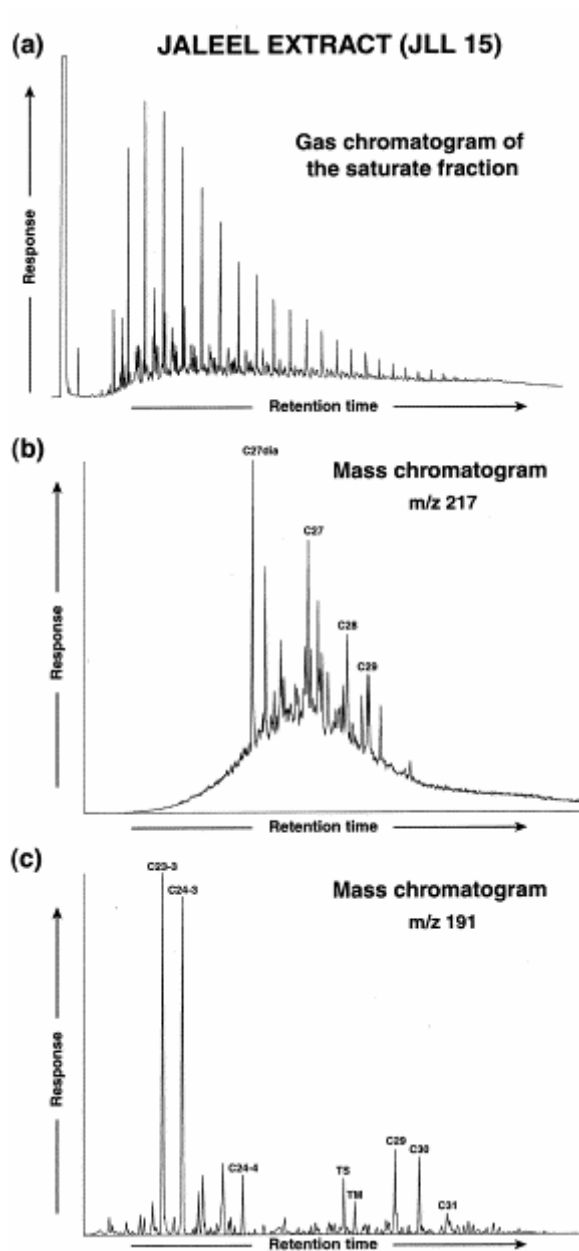 (a) JALEEL EXTRACT (JLL 15)
Gas chromatogram of
the saturate fraction
Response
Retention time
(b)
C27dia
Mass chromatogram
m/z 217
C27
C28
C29
Response
Retention time
(c)
C23-3
C24-3
Mass chromatogram
m/z 191
Response
C24-4
TS
TM
C29
C30
C31
Retention time